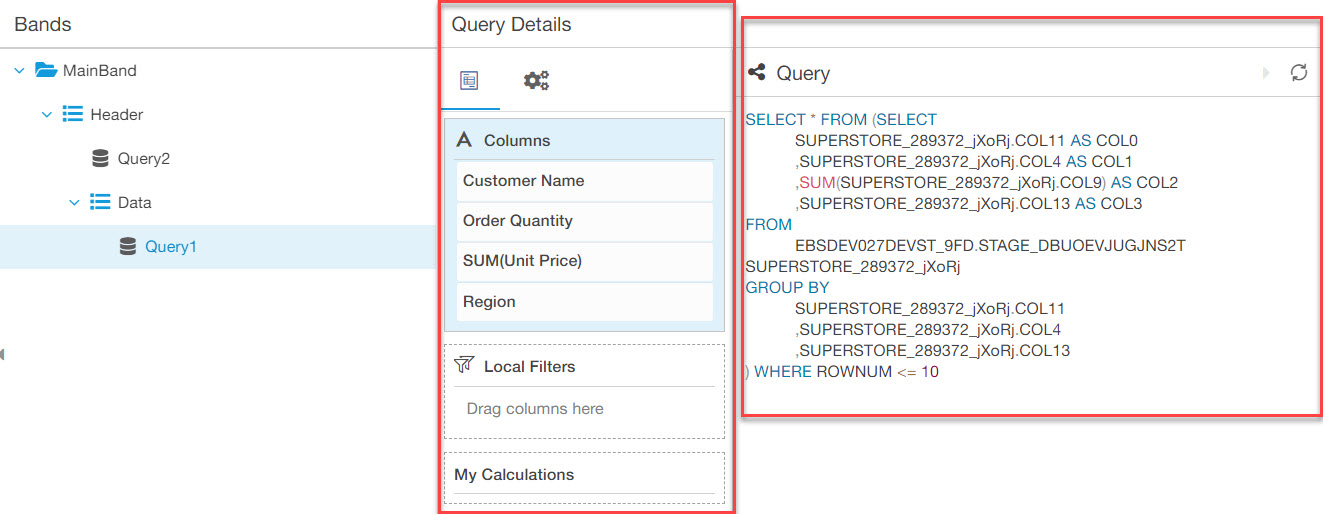 Bands
MainBand
Header
Query2
Data
Query1
Query Details
A Columns
Customer Name
Order Quantity
SUM(Unit Price)
Region
Local Filters
Drag columns here
My Calculations
Query
SELECT * FROM (SELECT
SUPERSTORE_289372_jXoRj.COL11 AS COL0
,SUPERSTORE_289372_jXoRj.COL4 AS COL1
,SUM(SUPERSTORE_289372_jXoRj.COL9) AS COL2
,SUPERSTORE_289372_jXoRj.COL13 AS COL3
FROM
EBSDEV027DEVST_9FD.STAGE_DBUOEVJUGJNS2T
SUPERSTORE_289372_jXoRj
GROUP BY
SUPERSTORE_289372_jXoRj.COL11
,SUPERSTORE_289372_jXoRj.COL4
,SUPERSTORE_289372_jXoRj.COL13
) WHERE ROWNUM <= 10